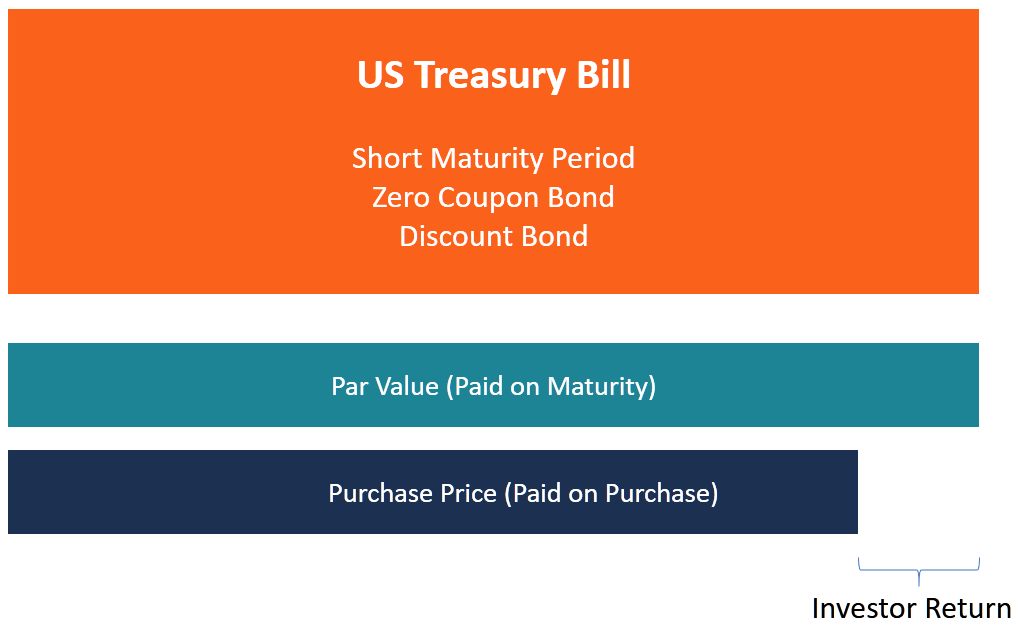 US Treasury Bill
Short Maturity Period
Zero Coupon Bond
Discount Bond
Par Value (Paid on Maturity)
Purchase Price (Paid on Purchase)
Investor Return